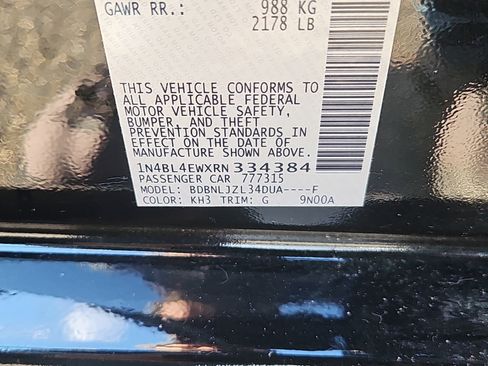 GAWR RR.: 988 KG
2178 LB
THIS VEHICLE CONFORMS TO
ALL APPLICABLE FEDERAL
MOTOR VEHICLE SAFETY,
BUMPER, AND THEFT
PREVENTION STANDARDS IN
EFFECT ON THE DATE OF
MANUFACTURE SHOWN ABOVE.
1N4BL4EWXRN334384
PASSENGER CAR 777315
MODEL: BDBNLJZL34DUA----F
COLOR: KH3 TRIM: G 9N00A